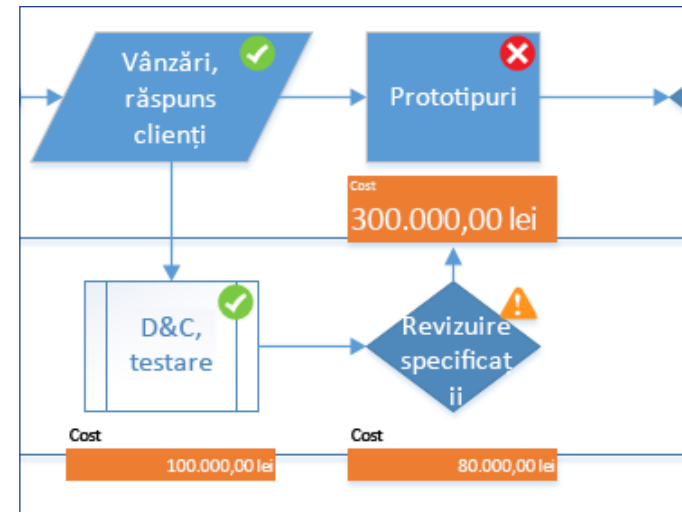 Vânzări,
răspuns
clienți
Prototipuri
Cost
300.000,00 lei
D&C,
testare
Revizuire
specificaț
ii
Cost
100.000,00 lei
Cost
80.000,00 lei